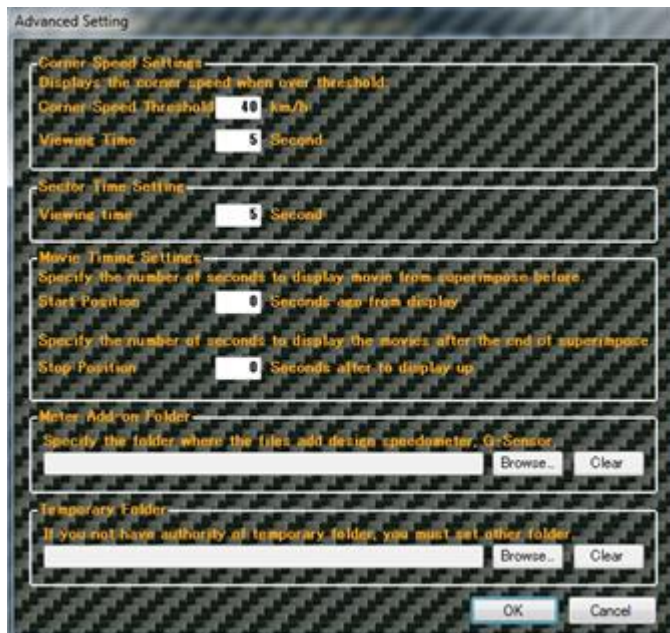 Advanced Setting
Corner Speed Settings
Displays the corner speed when over threshold.
Corner Speed Threshold 40 km/h
Viewing Time 5 Second
Sector Time Setting
Viewing time 5 Second
Movie Timing Settings
Specify the number of seconds to display movie from superimpose before.
Start Position 0 Seconds ago from display
Specify the number of seconds to display the movies after the end of superimpose
Stop Position 0 Seconds after to display up
Meter Add-on Folder
Specify the folder where the files add design speedometer, G-Sensor.
Browse... Clear
Temporary Folder
If you not have authority of temporary folder, you must set other folder.
Browse... Clear
OK Cancel